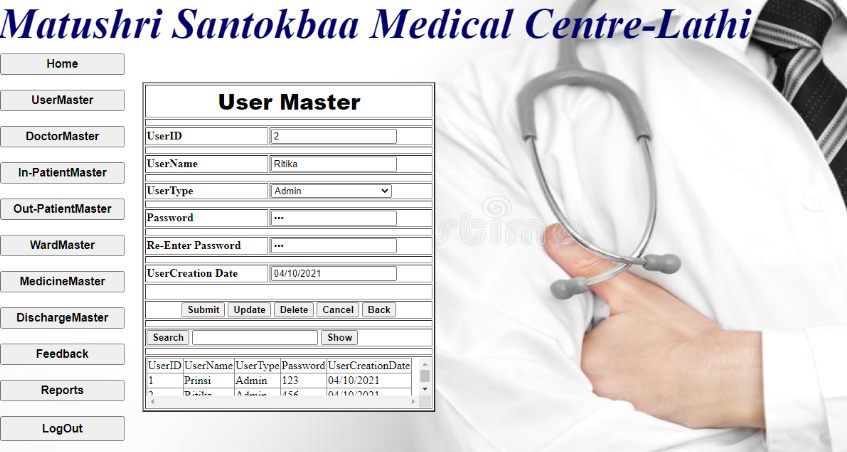 Matushri Santokbaa Medical Centre-Lathi
Home
UserMaster
DoctorMaster
In-PatientMaster
Out-PatientMaster
WardMaster
MedicineMaster
DischargeMaster
Feedback
Reports
LogOut
User Master
UserID 2
UserName Ritika
UserType Admin
Password •••
Re-Enter Password •••
UserCreation Date 04/10/2021
Submit Update Delete Cancel Back
Search Show
UserID UserName UserType Password UserCreationDate
1 Prinsi Admin 123 04/10/2021
2 Ritika Admin 456 04/10/2021